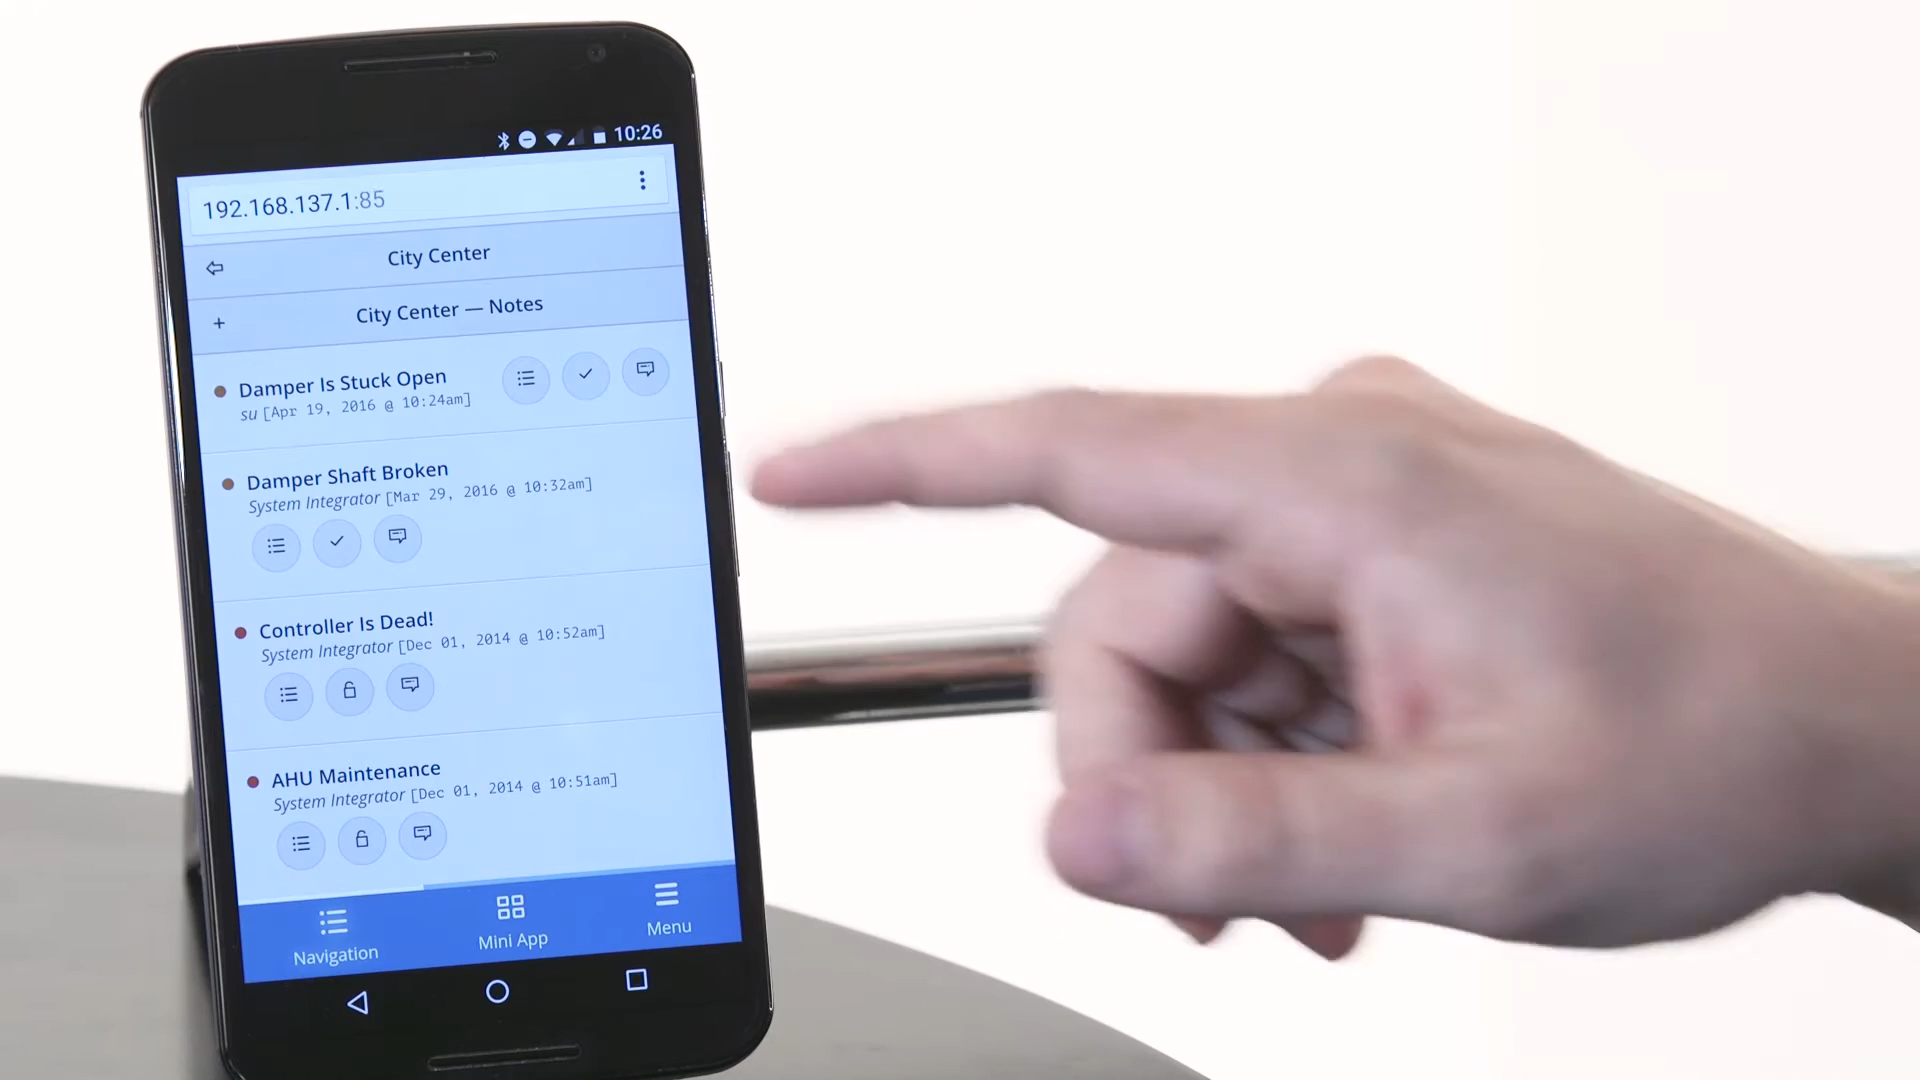 10:26
192.168.137.1:85
City Center
City Center — Notes
Damper Is Stuck Open
su [Apr 19, 2016 @ 10:24am]
Damper Shaft Broken
System Integrator [Mar 29, 2016 @ 10:32am]
Controller Is Dead!
System Integrator [Dec 01, 2014 @ 10:52am]
AHU Maintenance
System Integrator [Dec 01, 2014 @ 10:51am]
Navigation
Mini App
Menu